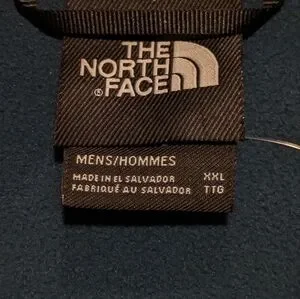 THE
NORTH
FACE
®
MENS/HOMMES
MADE IN EL SALVADOR XXL
FABRIQUÉ AU SALVADOR TTG